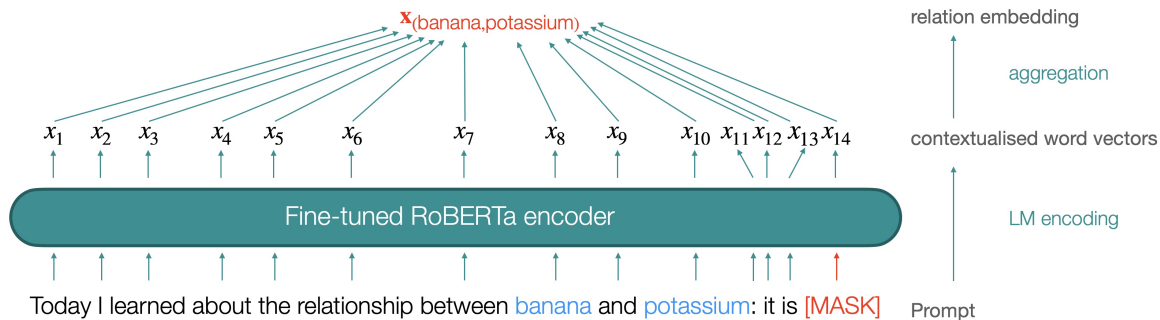 x(banana,potassium) relation embedding
aggregation
x1 x2 x3 x4 x5 x6 x7 x8 x9 x10 x11 x12 x13 x14 contextualised word vectors
Fine-tuned RoBERTa encoder LM encoding
Today I learned about the relationship between banana and potassium: it is [MASK] Prompt